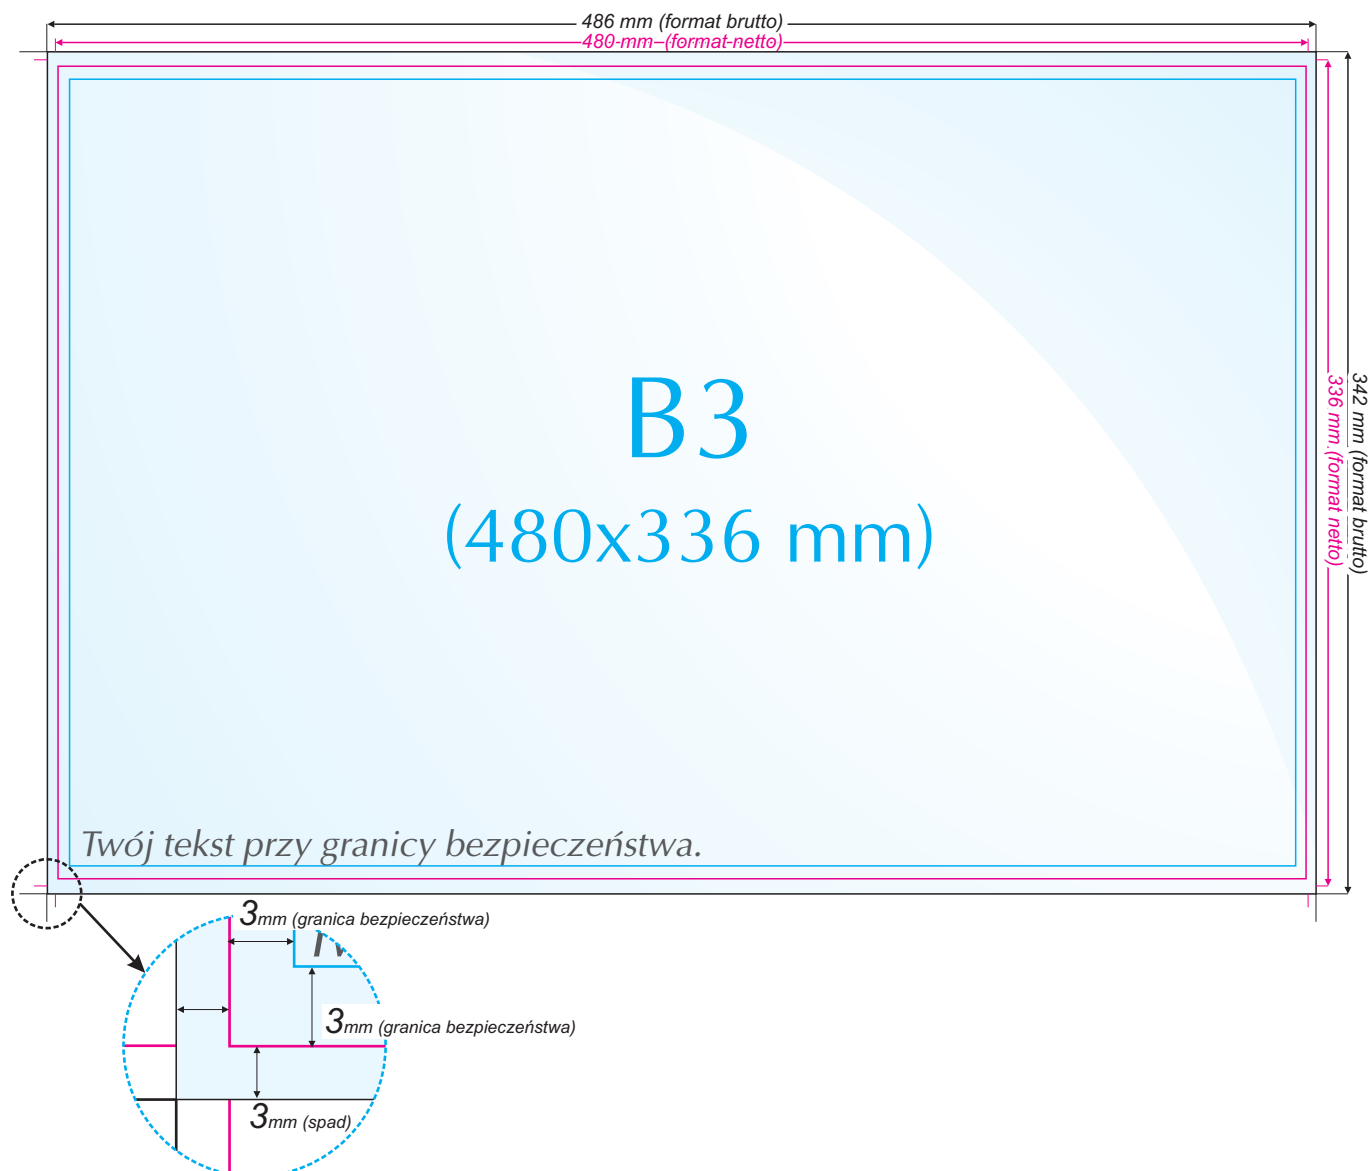 486 mm (format brutto)
480 mm (format netto)
342 mm (format brutto)
336 mm (format netto)
B3
(480x336 mm)
Twój tekst przy granicy bezpieczeństwa.
3mm (granica bezpieczeństwa)
3mm (granica bezpieczeństwa)
3mm (spad)